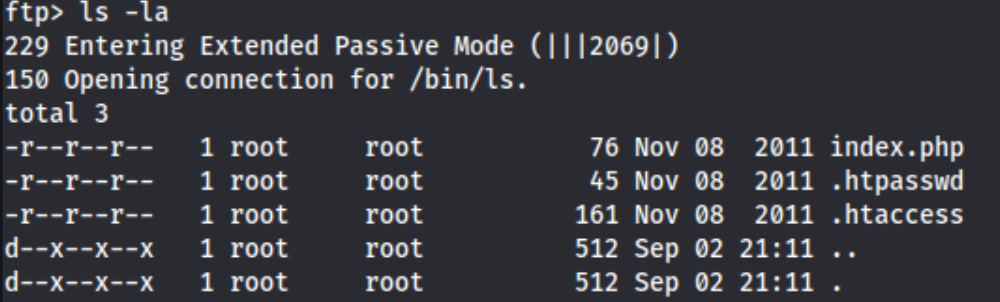 ftp> ls -la
229 Entering Extended Passive Mode (|||2069|)
150 Opening connection for /bin/ls.
total 3
-r--r--r--   1 root     root           76 Nov 08  2011 index.php
-r--r--r--   1 root     root           45 Nov 08  2011 .htpasswd
-r--r--r--   1 root     root          161 Nov 08  2011 .htaccess
d--x--x--x   1 root     root          512 Sep 02 21:11 ..
d--x--x--x   1 root     root          512 Sep 02 21:11 .